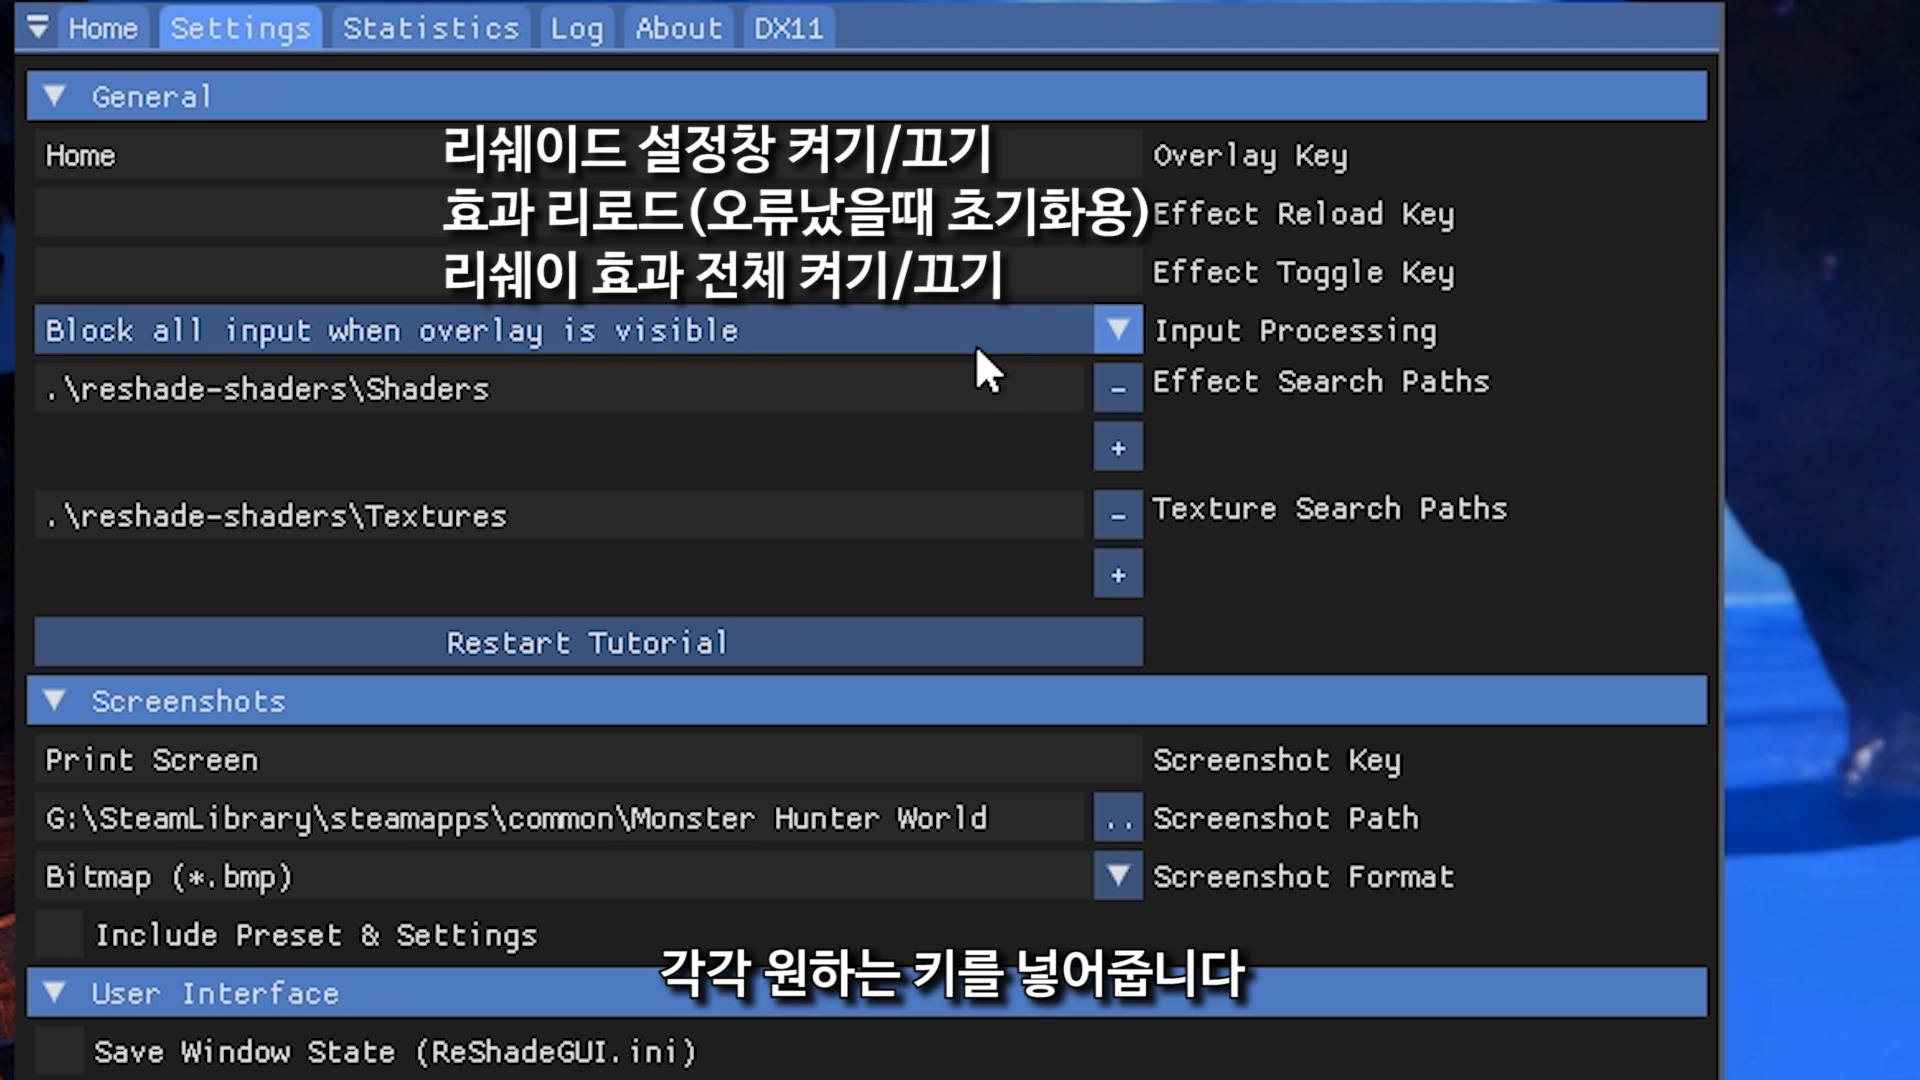 Home Settings Statistics Log About DX11
General
Home 리쉐이드 설정창 켜기/끄기 Overlay Key
효과 리로드(오류났을때 초기화용) Effect Reload Key
리쉐이 효과 전체 켜기/끄기 Effect Toggle Key
Block all input when overlay is visible Input Processing
.\reshade-shaders\Shaders - Effect Search Paths
+
.\reshade-shaders\Textures - Texture Search Paths
+
Restart Tutorial
Screenshots
Print Screen Screenshot Key
G:\SteamLibrary\steamapps\common\Monster Hunter World .. Screenshot Path
Bitmap (*.bmp) Screenshot Format
Include Preset & Settings
각각 원하는 키를 넣어줍니다
User Interface
Save Window State (ReShadeGUI.ini)